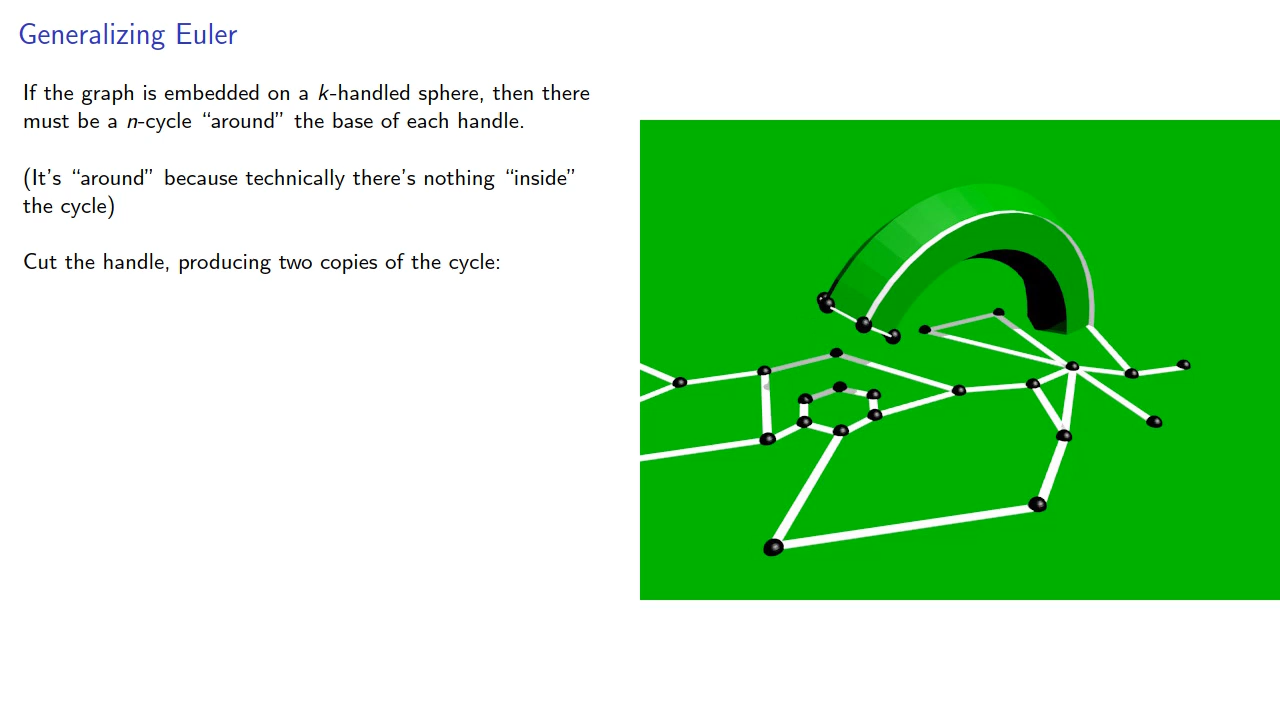 Generalizing Euler
If the graph is embedded on a k-handled sphere, then there
must be a n-cycle “around” the base of each handle.
(It’s “around” because technically there’s nothing “inside”
the cycle)
Cut the handle, producing two copies of the cycle: